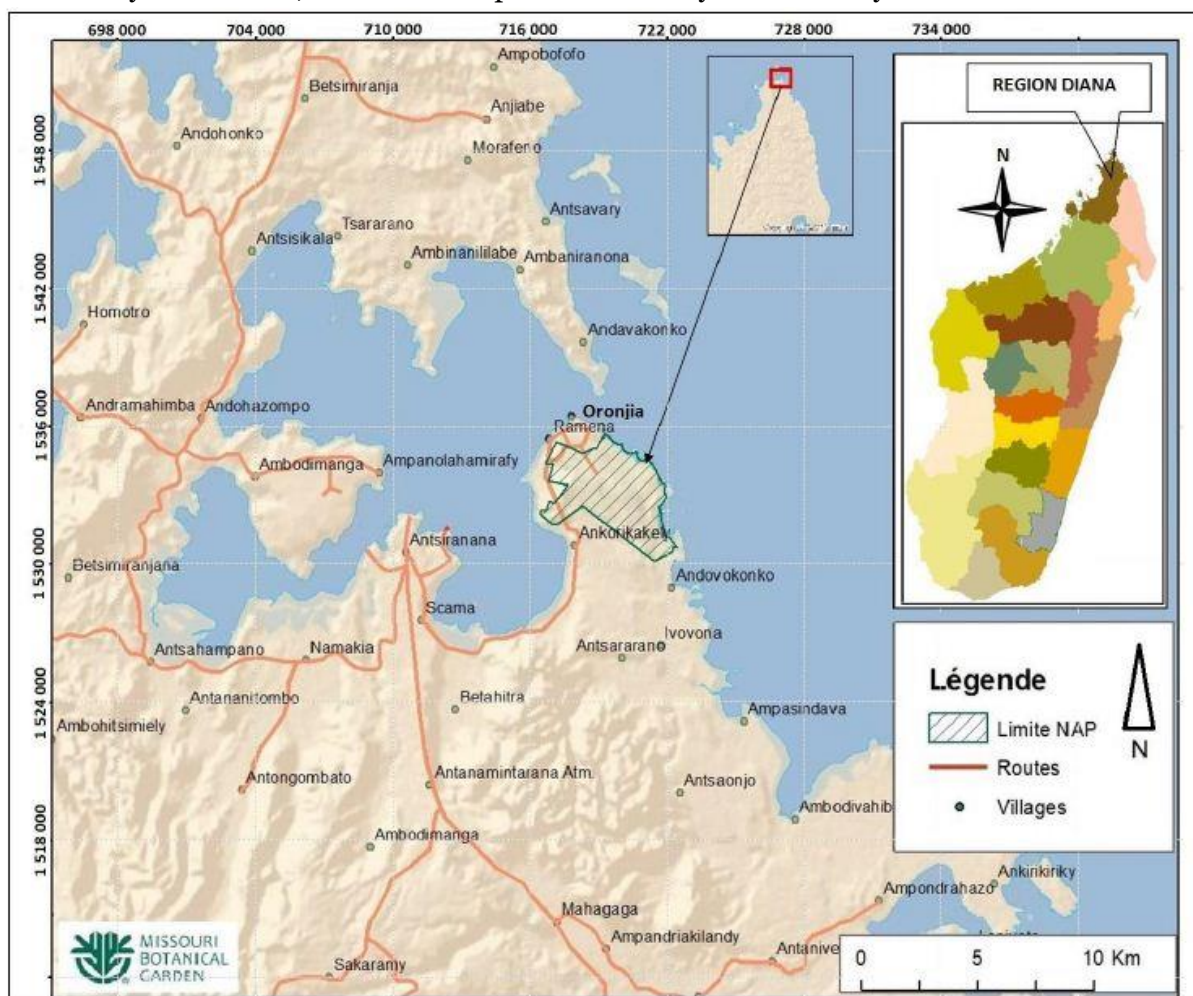 698 000
704 000
710 000
716 000
722 000
728 000
734 000
1 548 000
1 542 000
1 536 000
1 530 000
1 524 000
1 518 000
Ampobofofo
Betsimiranja
Anjiabe
Andohonko
Morafeno
Antsavary
Tsararano
Antsisikala
Ambinanililabe
Ambaniranona
Homotro
Andavakonko
Andramahimba
Andohazompo
Oronjia
Ramena
Ambodimanga
Ampanolahamirafy
Antsiranana
Ankorikakely
Betsimiranjana
Andovokonko
Scama
Ivovona
Antsararano
Antsahampano
Namakia
Antananitombo
Betahitra
Ambohitsimiely
Ampasindava
Antongombato
Antanamintarana Atm.
Antsaonjo
Ambodivahib
Ambodimanga
Ankirikiriky
Ampondrahazo
Mahagaga
Ampandriakilandy
Antanive
Sakaramy
REGION DIANA
N
Légende
Limite NAP
Routes
Villages
N
0 5 10 Km
MISSOURI
BOTANICAL
GARDEN